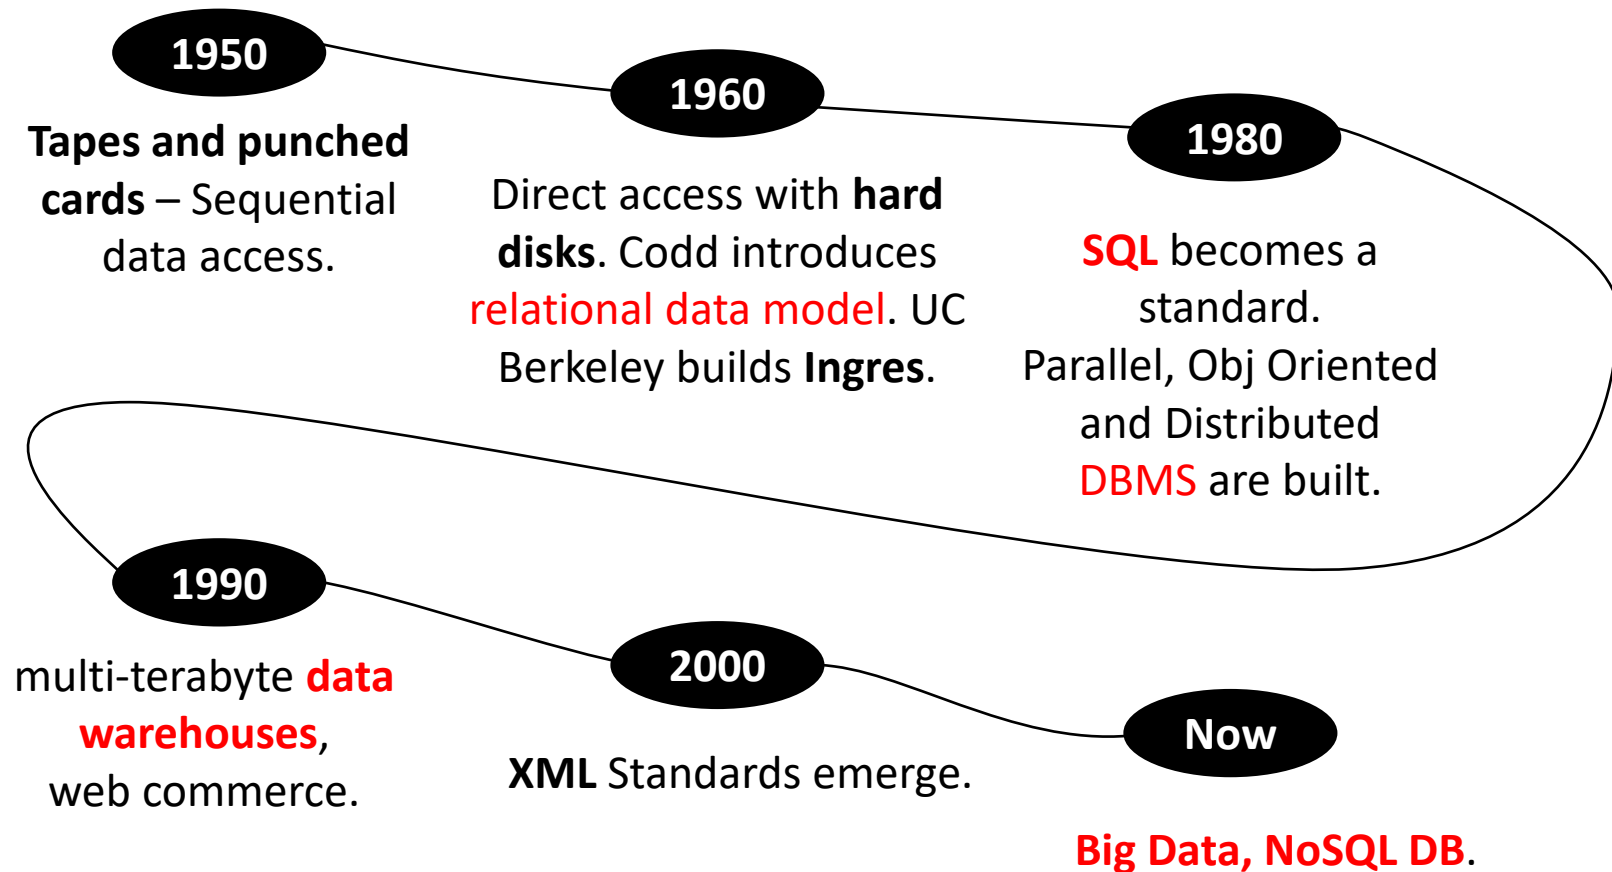 1950
Tapes and punched
cards – Sequential
data access.
1960
Direct access with hard
disks. Codd introduces
relational data model. UC
Berkeley builds Ingres.
1980
SQL becomes a
standard.
Parallel, Obj Oriented
and Distributed
DBMS are built.
1990
multi-terabyte data
warehouses,
web commerce.
2000
XML Standards emerge.
Now
Big Data, NoSQL DB.